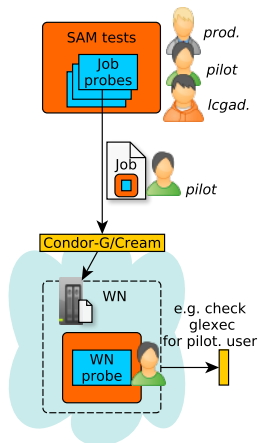 SAM tests
Job
probes
prod.
pilot
lcgad.
Job
pilot
Condor-G/Cream
WN
e.g. check
glexec
for pilot. user
WN
probe